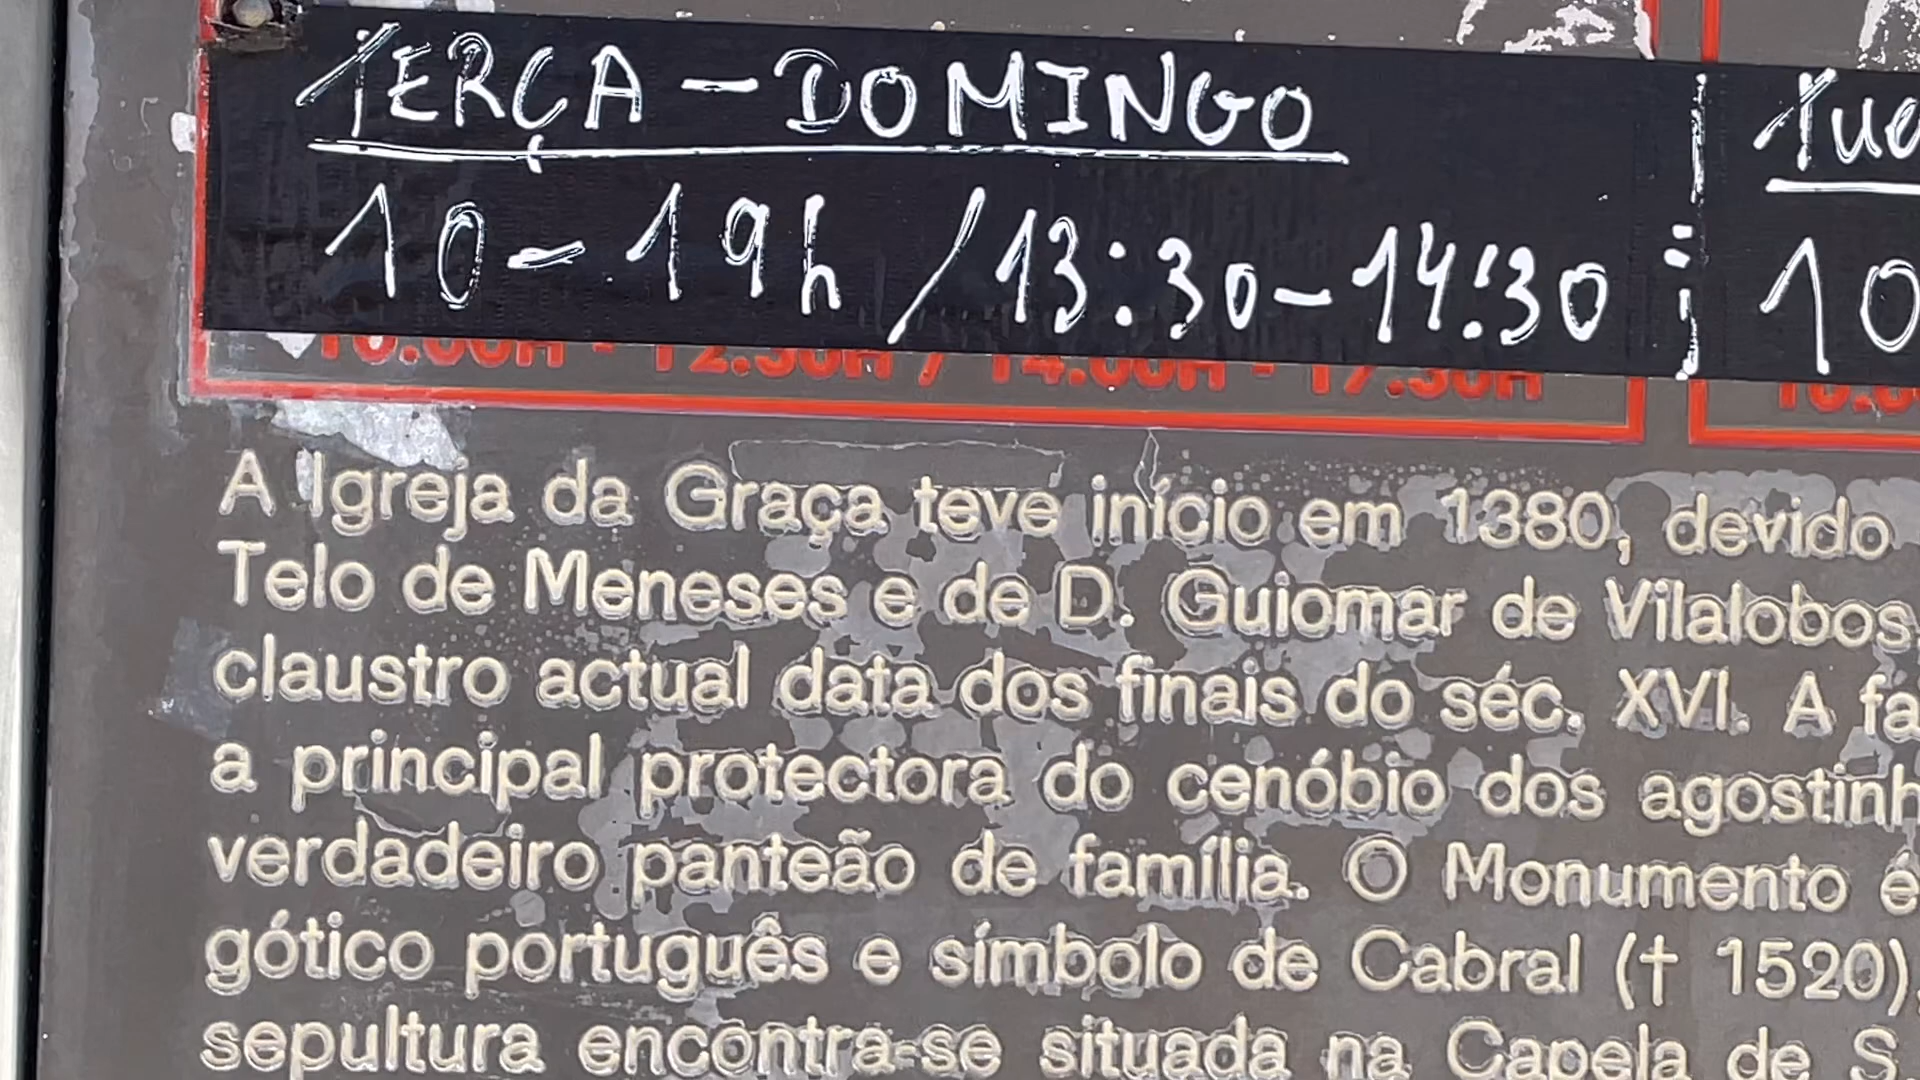 TERÇA - DOMINGO
10 - 19h / 13:30 - 14:30
10
10.00H - 12.30H / 14.00H - 17.30H
A Igreja da Graça teve início em 1380, devido
Telo de Meneses e de D. Guiomar de Vilalobos
claustro actual data dos finais do séc. XVI. A
a principal protectora do cenóbio dos
verdadeiro panteão de família. O Monumento é
gótico português e símbolo de Cabral († 1520)
sepultura encontra-se situada na Capela de S.